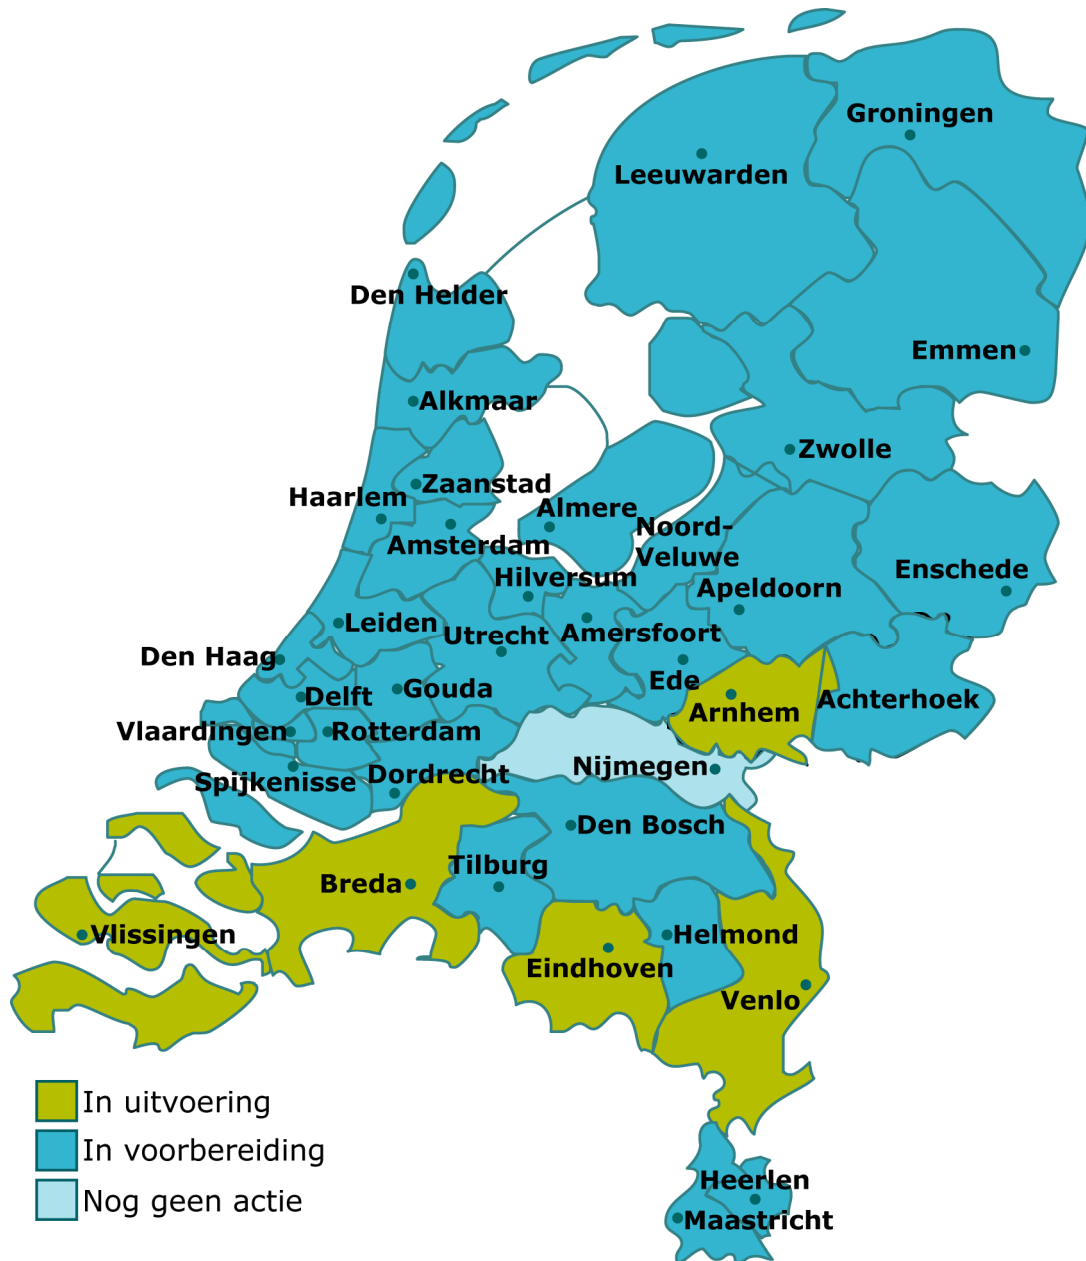 Groningen
Leeuwarden
Den Helder
Emmen
Alkmaar
Zwolle
Zaanstad
Haarlem
Almere
Noord-
Veluwe
Amsterdam
Enschede
Hilversum
Apeldoorn
Leiden
Utrecht
Amersfoort
Den Haag
Ede
Gouda
Delft
Achterhoek
Arnhem
Vlaardingen
Rotterdam
Nijmegen
Dordrecht
Spijkenisse
Den Bosch
Tilburg
Breda
Vlissingen
Helmond
Eindhoven
Venlo
In uitvoering
In voorbereiding
Nog geen actie
Heerlen
Maastricht